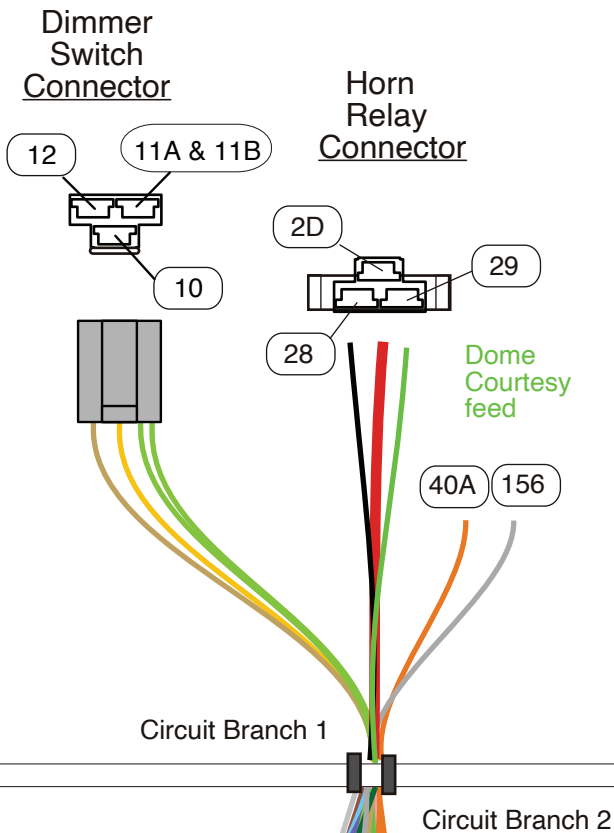 Dimmer
Switch
Connector
12
11A & 11B
10
Horn
Relay
Connector
2D
29
28
Dome
Courtesy
feed
40A
156
Circuit Branch 1
Circuit Branch 2